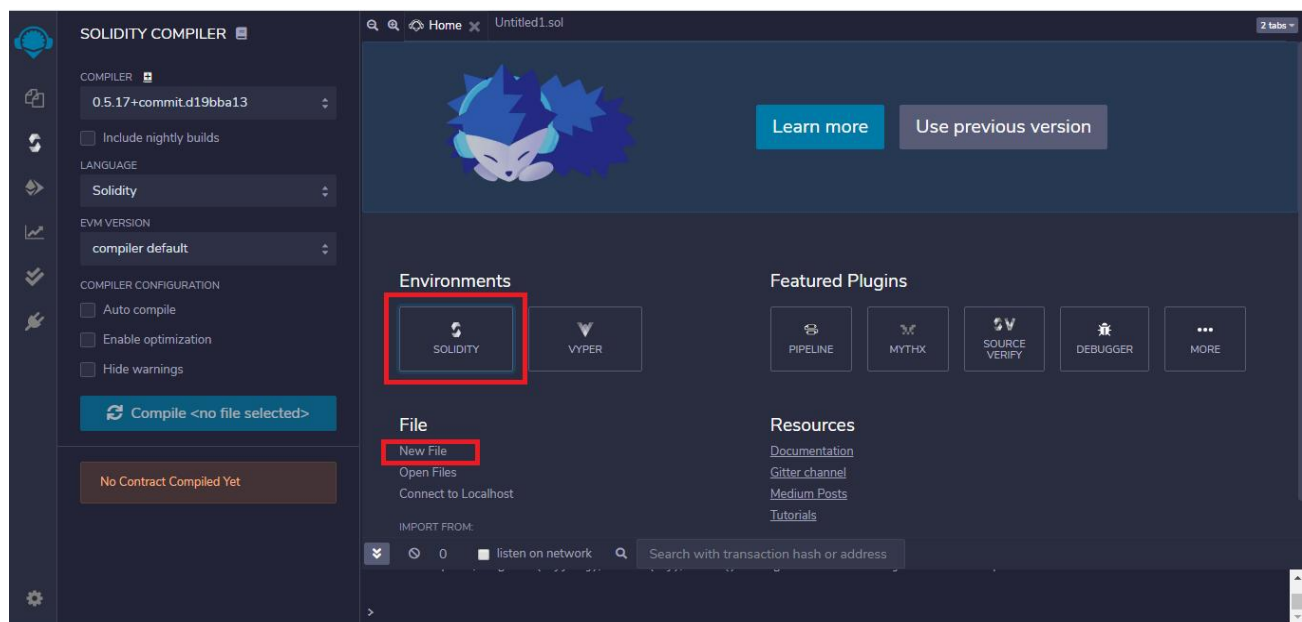 SOLIDITY COMPILER
COMPILER
0.5.17+commit.d19bba13
Include nightly builds
LANGUAGE
Solidity
EVM VERSION
compiler default
COMPILER CONFIGURATION
Auto compile
Enable optimization
Hide warnings
Compile <no file selected>
No Contract Compiled Yet
Home
Untitled1.sol
2 tabs
Learn more
Use previous version
Environments
SOLIDITY
VYPER
Featured Plugins
PIPELINE
MYTHX
SOURCE
VERIFY
DEBUGGER
MORE
File
New File
Open Files
Connect to Localhost
IMPORT FROM:
Resources
Documentation
Gitter channel
Medium Posts
Tutorials
0
listen on network
Search with transaction hash or address
>